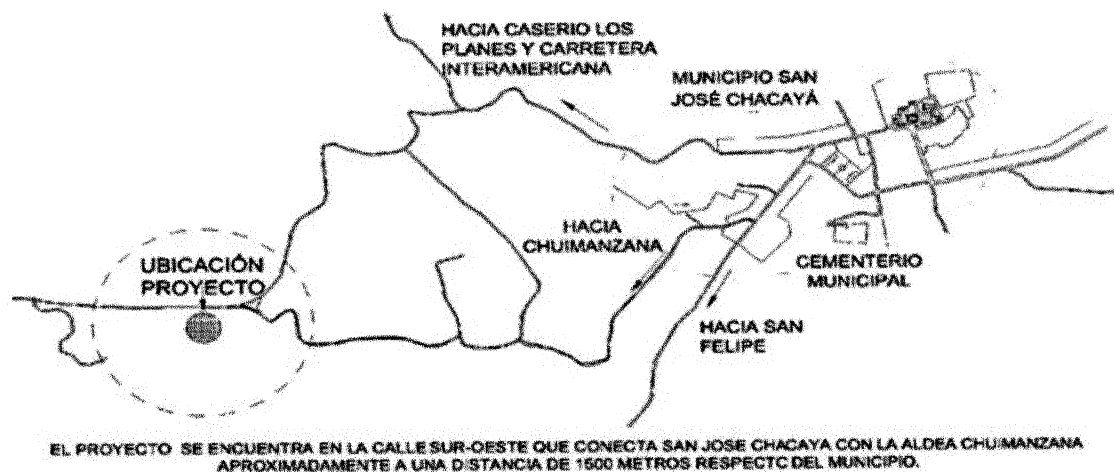 HACIA CASERIO LOS
PLANES Y CARRETERA
INTERAMERICANA
MUNICIPIO SAN
JOSÉ CHACAYÁ
HACIA
CHUIMANZANA
UBICACIÓN
PROYECTO
CEMENTERIO
MUNICIPAL
HACIA SAN
FELIPE
EL PROYECTO SE ENCUENTRA EN LA CALLE SUR-OESTE QUE CONECTA SAN JOSE CHACAYA CON LA ALDEA CHUIMANZANA
APROXIMADAMENTE A UNA DISTANCIA DE 1500 METROS RESPECTO DEL MUNICIPIO.